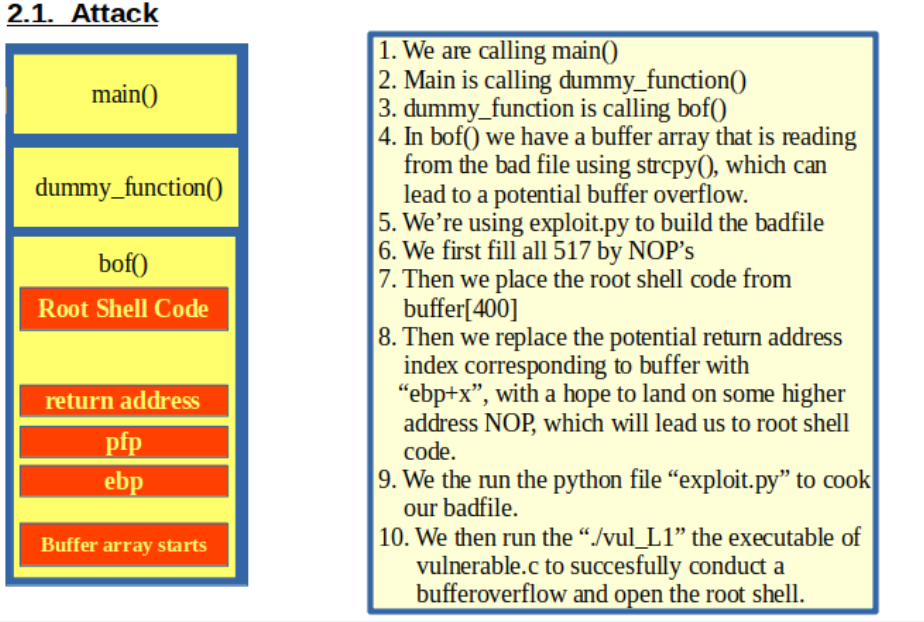 2.1. Attack
main()
dummy_function()
bof()
Root Shell Code
return address
pfp
ebp
Buffer array starts
1. We are calling main()
2. Main is calling dummy_function()
3. dummy_function is calling bof()
4. In bof() we have a buffer array that is reading
from the bad file using strcpy(), which can
lead to a potential buffer overflow.
5. We’re using exploit.py to build the badfile
6. We first fill all 517 by NOP’s
7. Then we place the root shell code from
buffer[400]
8. Then we replace the potential return address
index corresponding to buffer with
“ebp+x”, with a hope to land on some higher
address NOP, which will lead us to root shell
code.
9. We the run the python file “exploit.py” to cook
our badfile.
10. We then run the “./vul_L1” the executable of
vulnerable.c to succesfully conduct a
bufferoverflow and open the root shell.